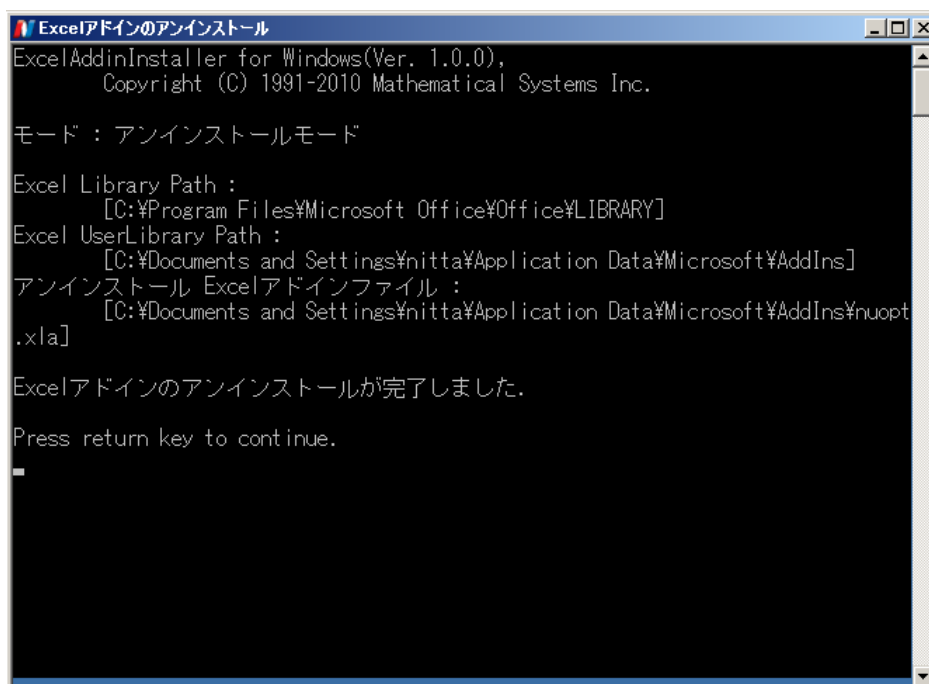 Excelアドインのアンインストール
ExcelAddinInstaller for Windows(Ver. 1.0.0),
Copyright (C) 1991-2010 Mathematical Systems Inc.
モード : アンインストールモード
Excel Library Path :
[C:¥Program Files¥Microsoft Office¥Office¥LIBRARY]
Excel UserLibrary Path :
[C:¥Documents and Settings¥nitta¥Application Data¥Microsoft¥AddIns]
アンインストール Excelアドインファイル :
[C:¥Documents and Settings¥nitta¥Application Data¥Microsoft¥AddIns¥nuopt
.xla]
Excelアドインのアンインストールが完了しました.
Press return key to continue.